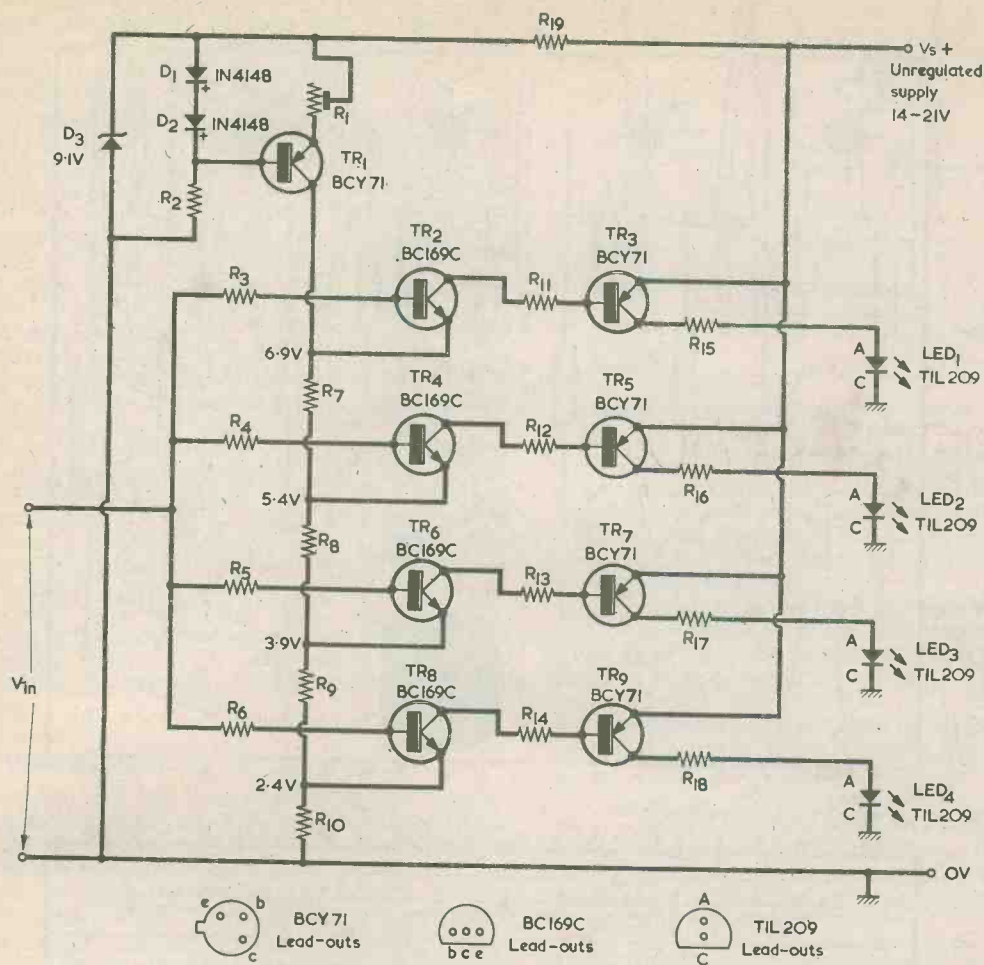 R19
Vs +
Unregulated
supply
14-21V
D1
IN4148
D2
IN4148
R1
D3
9·1V
TR1
BCY71
R2
TR2
BC169C
TR3
BCY71
R3
R11
R15
6·9V
A
C
LED1
TIL209
R7
TR4
BC169C
TR5
BCY71
R4
R12
R16
5·4V
A
C
LED2
TIL209
R8
TR6
BC169C
TR7
BCY71
R5
R13
R17
3·9V
A
C
LED3
TIL209
Vin
R9
TR8
BC169C
TR9
BCY71
R6
R14
R18
2·4V
A
C
LED4
TIL209
R10
OV
e
b
c
BCY71
Lead-outs
b c e
BC169C
Lead-outs
A
C
TIL209
Lead-outs